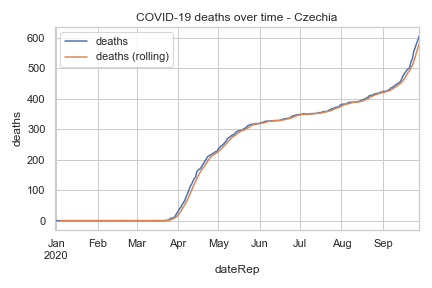 COVID-19 deaths over time - Czechia
deaths
deaths (rolling)
600
500
400
300
200
100
0
deaths
Jan Feb Mar Apr May Jun Jul Aug Sep
2020
dateRep